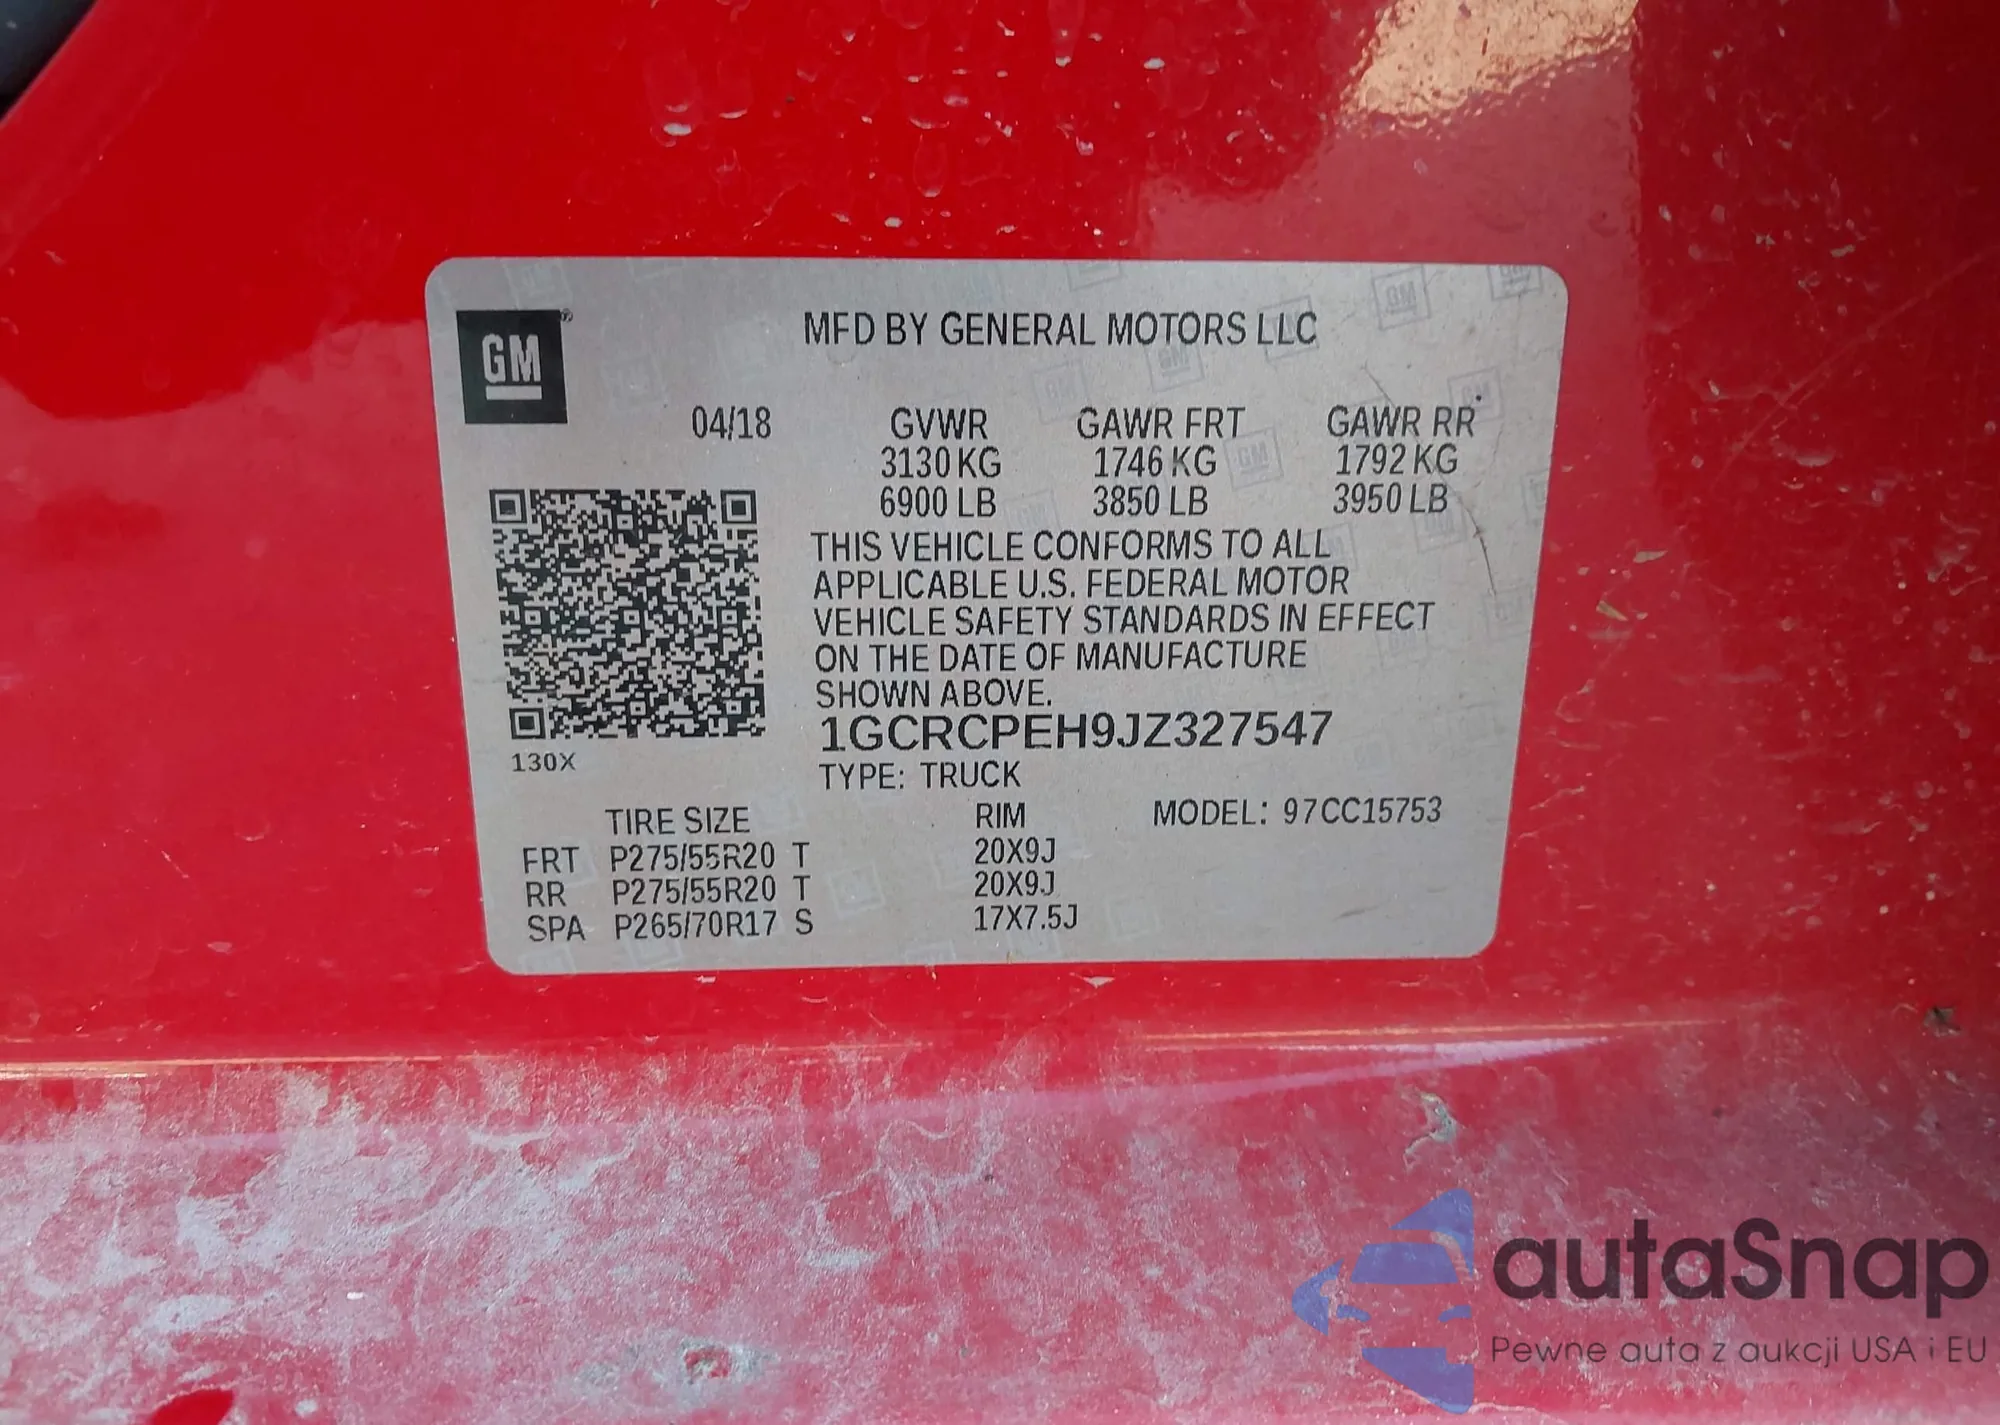 GM®
MFD BY GENERAL MOTORS LLC
04/18 GVWR GAWR FRT GAWR RR
3130 KG 1746 KG 1792 KG
6900 LB 3850 LB 3950 LB
THIS VEHICLE CONFORMS TO ALL
APPLICABLE U.S. FEDERAL MOTOR
VEHICLE SAFETY STANDARDS IN EFFECT
ON THE DATE OF MANUFACTURE
SHOWN ABOVE.
1GCRCPEH9JZ327547
130X
TYPE: TRUCK
TIRE SIZE RIM MODEL: 97CC15753
FRT P275/55R20 T 20X9J
RR P275/55R20 T 20X9J
SPA P265/70R17 S 17X7.5J
autaSnap
Pewne auta z aukcji USA i EU